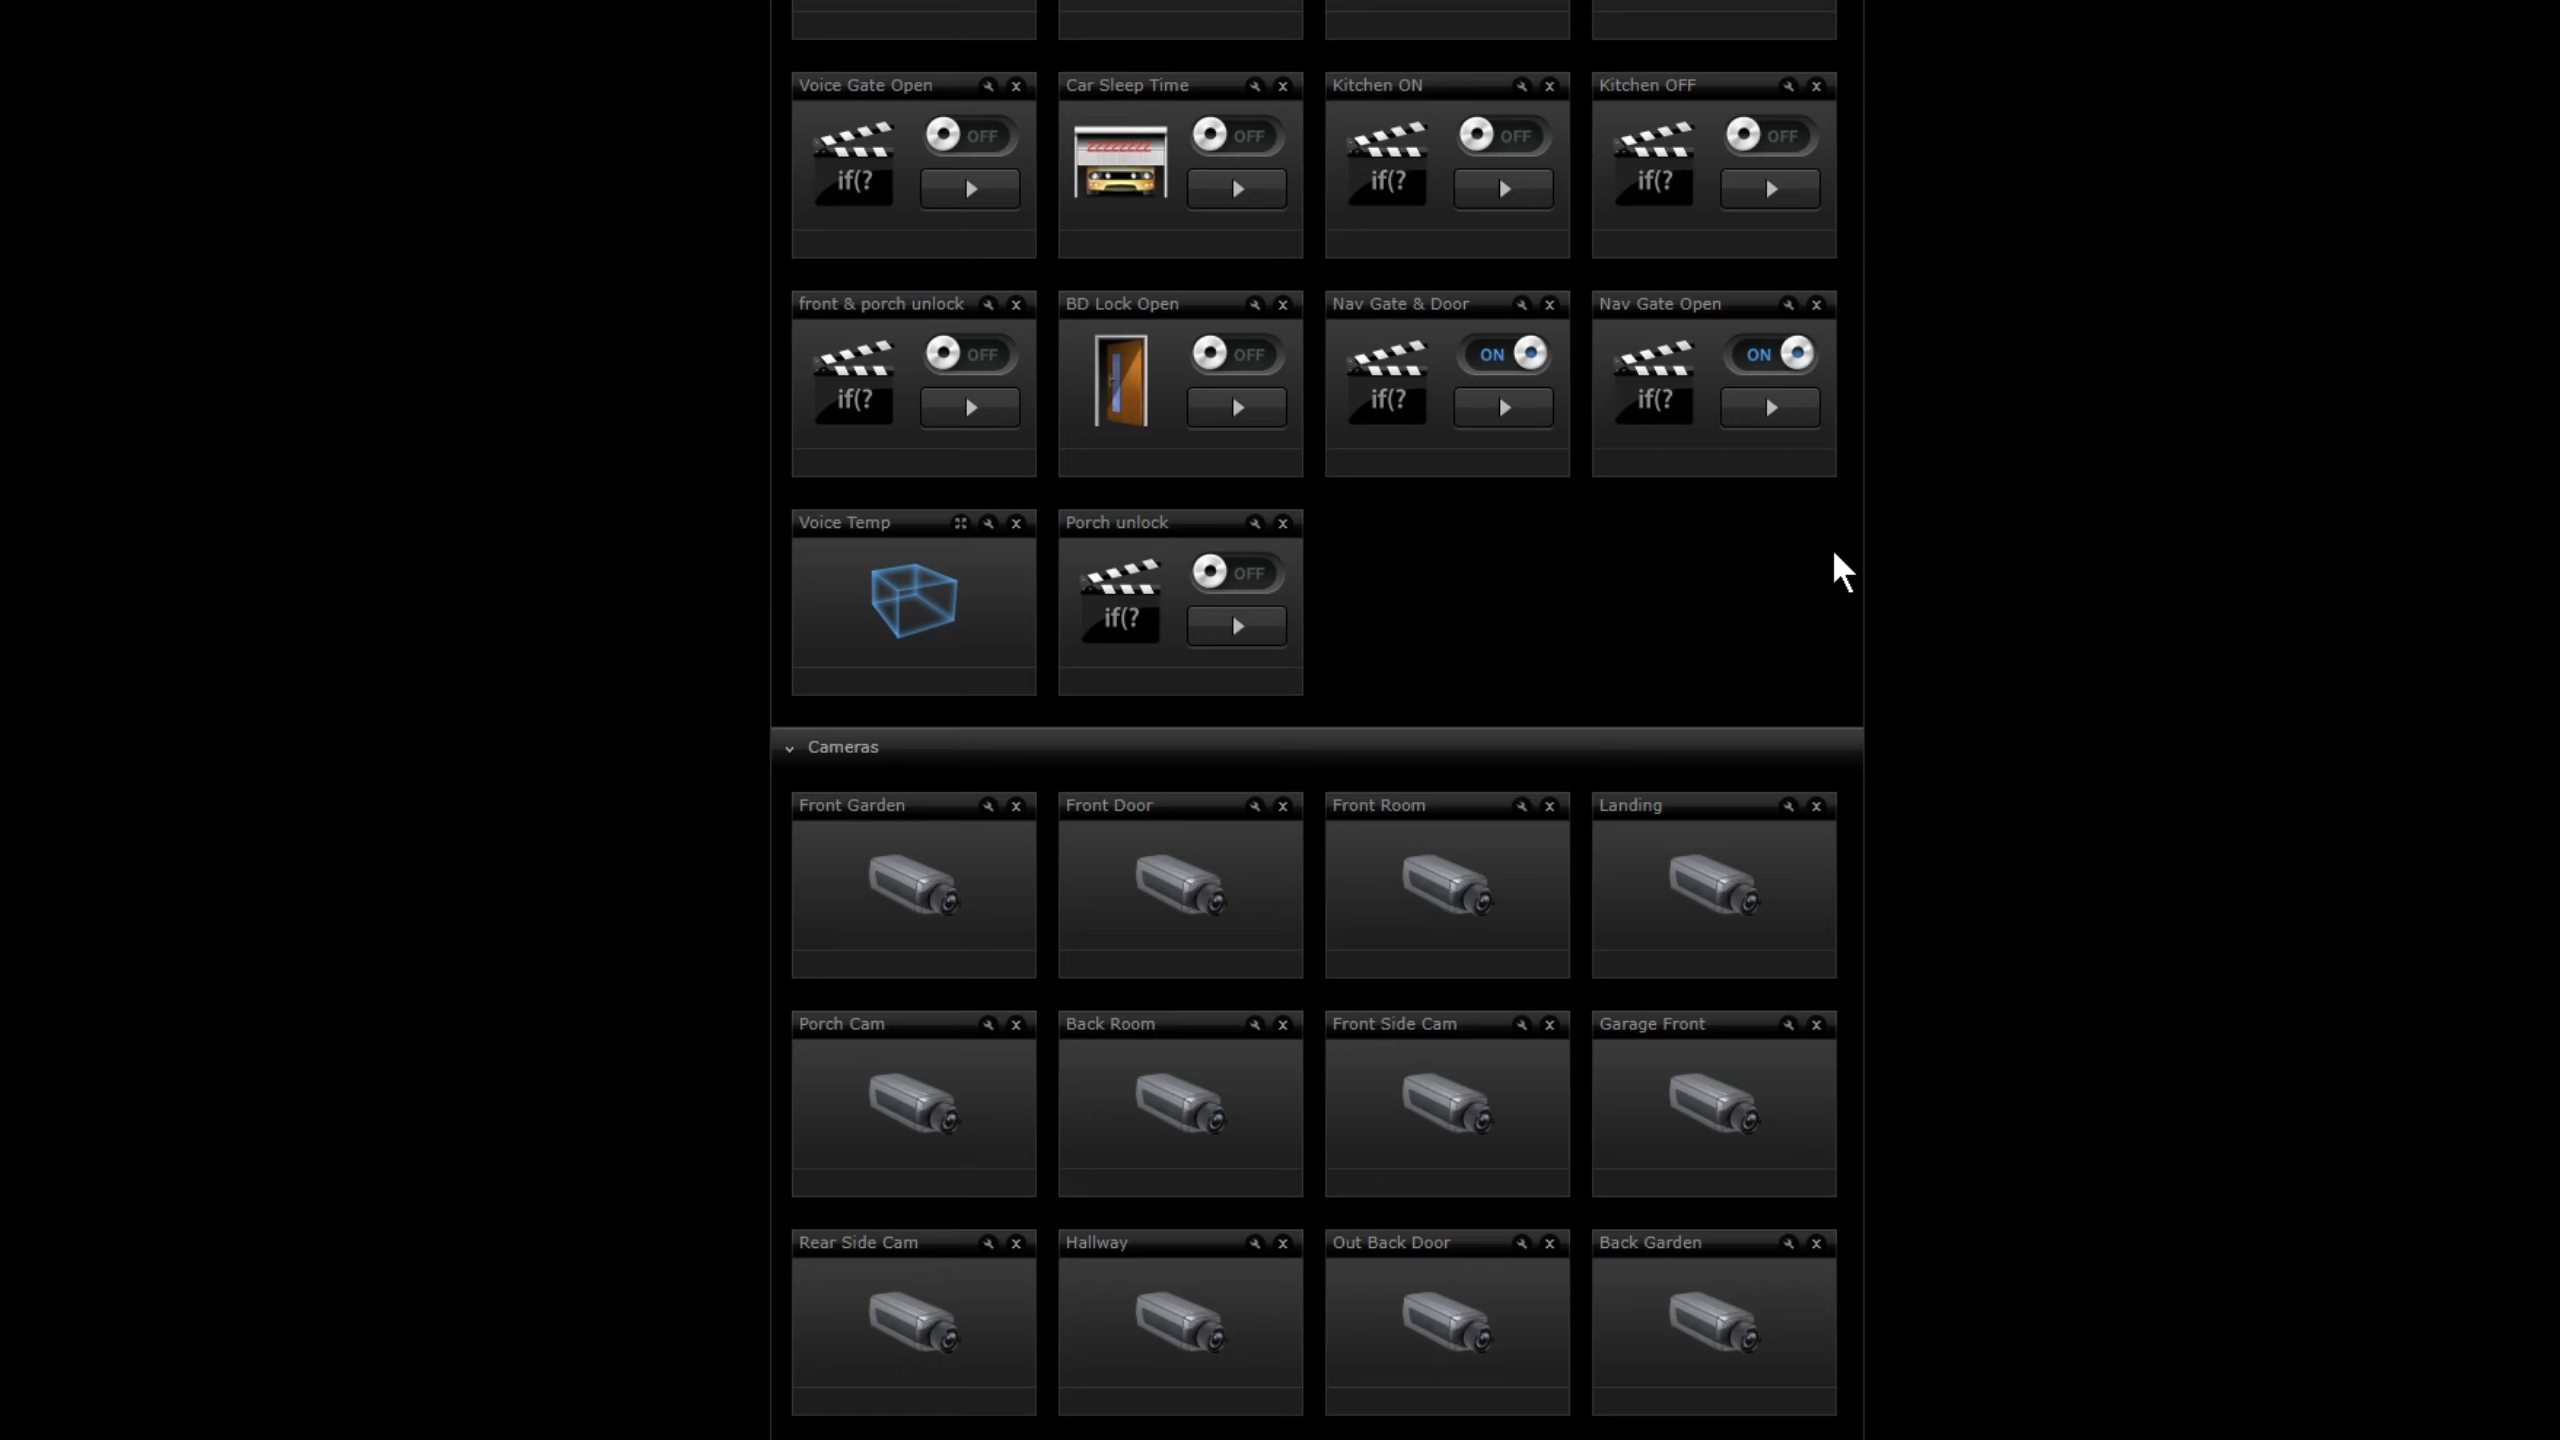 Voice Gate Open
Car Sleep Time
Kitchen ON
Kitchen OFF
OFF
OFF
OFF
OFF
if(?
if(?
if(?
front & porch unlock
BD Lock Open
Nav Gate & Door
Nav Gate Open
OFF
OFF
ON
ON
if(?
if(?
if(?
Voice Temp
Porch unlock
OFF
if(?
Cameras
Front Garden
Front Door
Front Room
Landing
Porch Cam
Back Room
Front Side Cam
Garage Front
Rear Side Cam
Hallway
Out Back Door
Back Garden